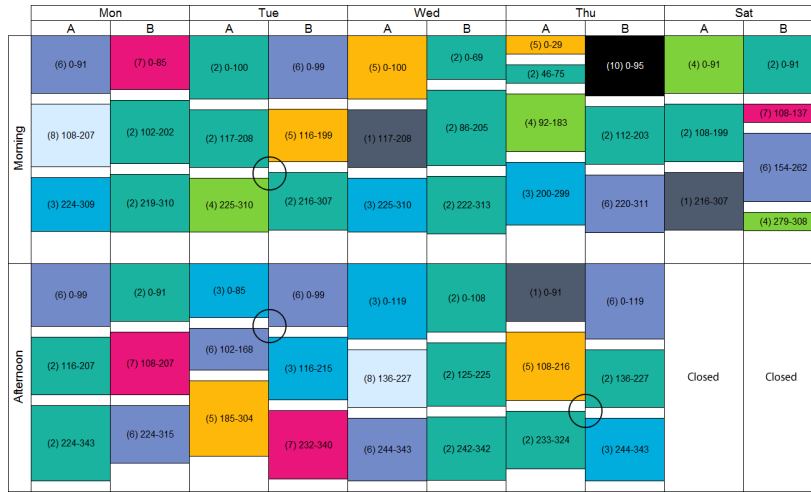 Mon Tue Wed Thu Sat
A B A B A B A B A B
Morning
(6) 0-91 (7) 0-85 (2) 0-100 (6) 0-99 (5) 0-100 (2) 0-69 (5) 0-29 (10) 0-95 (4) 0-91 (2) 0-91
(2) 46-75
(8) 108-207 (2) 102-202 (2) 117-208 (5) 116-199 (1) 117-208 (2) 86-205 (4) 92-183 (2) 112-203 (2) 108-199 (7) 108-137
(6) 154-262
(3) 224-309 (2) 219-310 (4) 225-310 (2) 216-307 (3) 225-310 (2) 222-313 (3) 200-299 (6) 220-311 (1) 216-307 (4) 279-308
Afternoon
(6) 0-99 (2) 0-91 (3) 0-85 (6) 0-99 (3) 0-119 (2) 0-108 (1) 0-91 (6) 0-119
(2) 116-207 (7) 108-207 (6) 102-168 (3) 116-215 (8) 136-227 (2) 125-225 (5) 108-216 (2) 136-227 Closed Closed
(2) 224-343 (6) 224-315 (5) 185-304 (7) 232-340 (6) 244-343 (2) 242-342 (2) 233-324 (3) 244-343